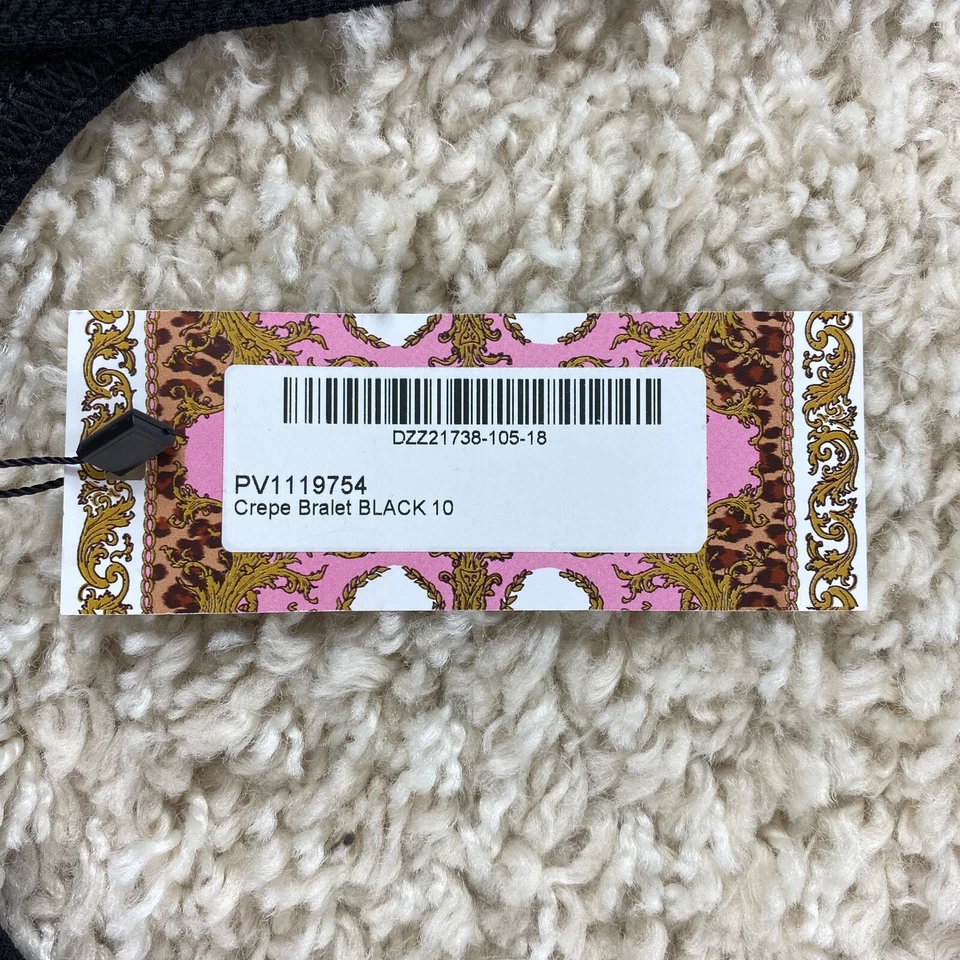 DZZ21738-105-18
PV1119754
Crepe Bralet BLACK 10